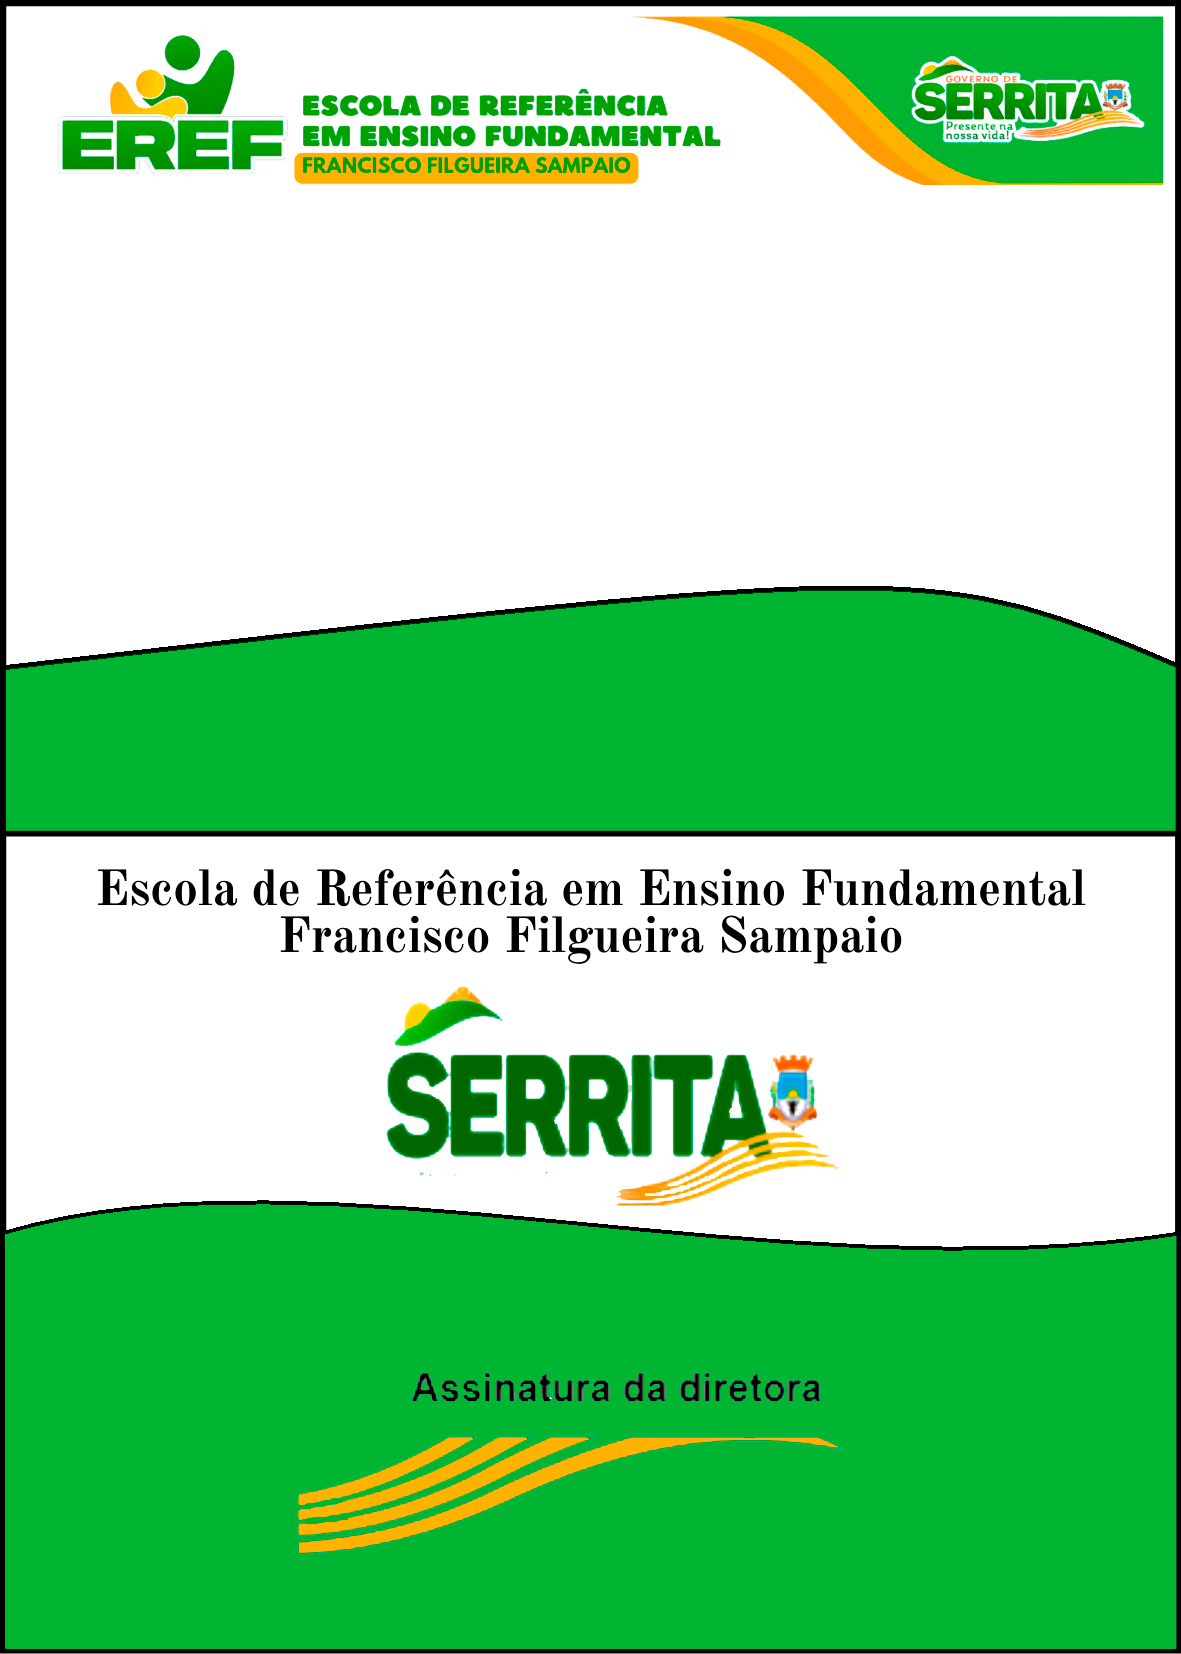 EREF
ESCOLA DE REFERÊNCIA
EM ENSINO FUNDAMENTAL
FRANCISCO FILGUEIRA SAMPAIO
GOVERNO DE
SERRITA
Presente na
nossa vida!
Escola de Referência em Ensino Fundamental
Francisco Filgueira Sampaio
SERRITA
Assinatura da diretora